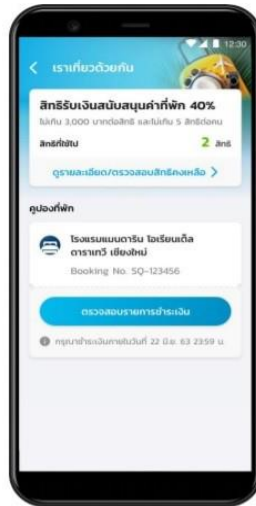 12:30
เราเที่ยวด้วยกัน
สิทธิรับเงินสนับสนุนค่าที่พัก 40%
ไม่เกิน 3,000 บาทต่อสิทธิ และไม่เกิน 5 สิทธิต่อคน
สิทธิที่ใช้ไป 2 สิทธิ
ดูรายละเอียด/ตรวจสอบสิทธิคงเหลือ
คูปองที่พัก
โรงแรมแมนดาริน โอเรียนเต็ล
ดาราเทวี เชียงใหม่
Booking No. SQ-123456
ตรวจสอบรายการชำระเงิน
กรุณาชำระเงินภายในวันที่ 22 มิ.ย. 63 23:59 น.